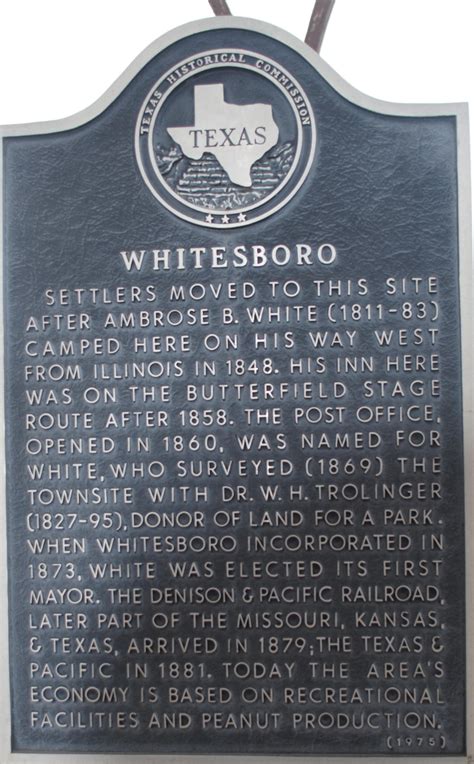 TEXAS HISTORICAL COMMISSION
TEXAS
WHITESBORO
SETTLERS MOVED TO THIS SITE
AFTER AMBROSE B. WHITE (1811-83)
CAMPED HERE ON HIS WAY WEST
FROM ILLINOIS IN 1848. HIS INN HERE
WAS ON THE BUTTERFIELD STAGE
ROUTE AFTER 1858. THE POST OFFICE,
OPENED IN 1860, WAS NAMED FOR
WHITE, WHO SURVEYED (1869) THE
TOWNSITE WITH DR. W. H. TROLINGER
(1827-95), DONOR OF LAND FOR A PARK.
WHEN WHITESBORO INCORPORATED IN
1873, WHITE WAS ELECTED ITS FIRST
MAYOR. THE DENISON & PACIFIC RAILROAD,
LATER PART OF THE MISSOURI, KANSAS,
& TEXAS, ARRIVED IN 1879; THE TEXAS &
PACIFIC IN 1881. TODAY THE AREA'S
ECONOMY IS BASED ON RECREATIONAL
FACILITIES AND PEANUT PRODUCTION.
(1975)